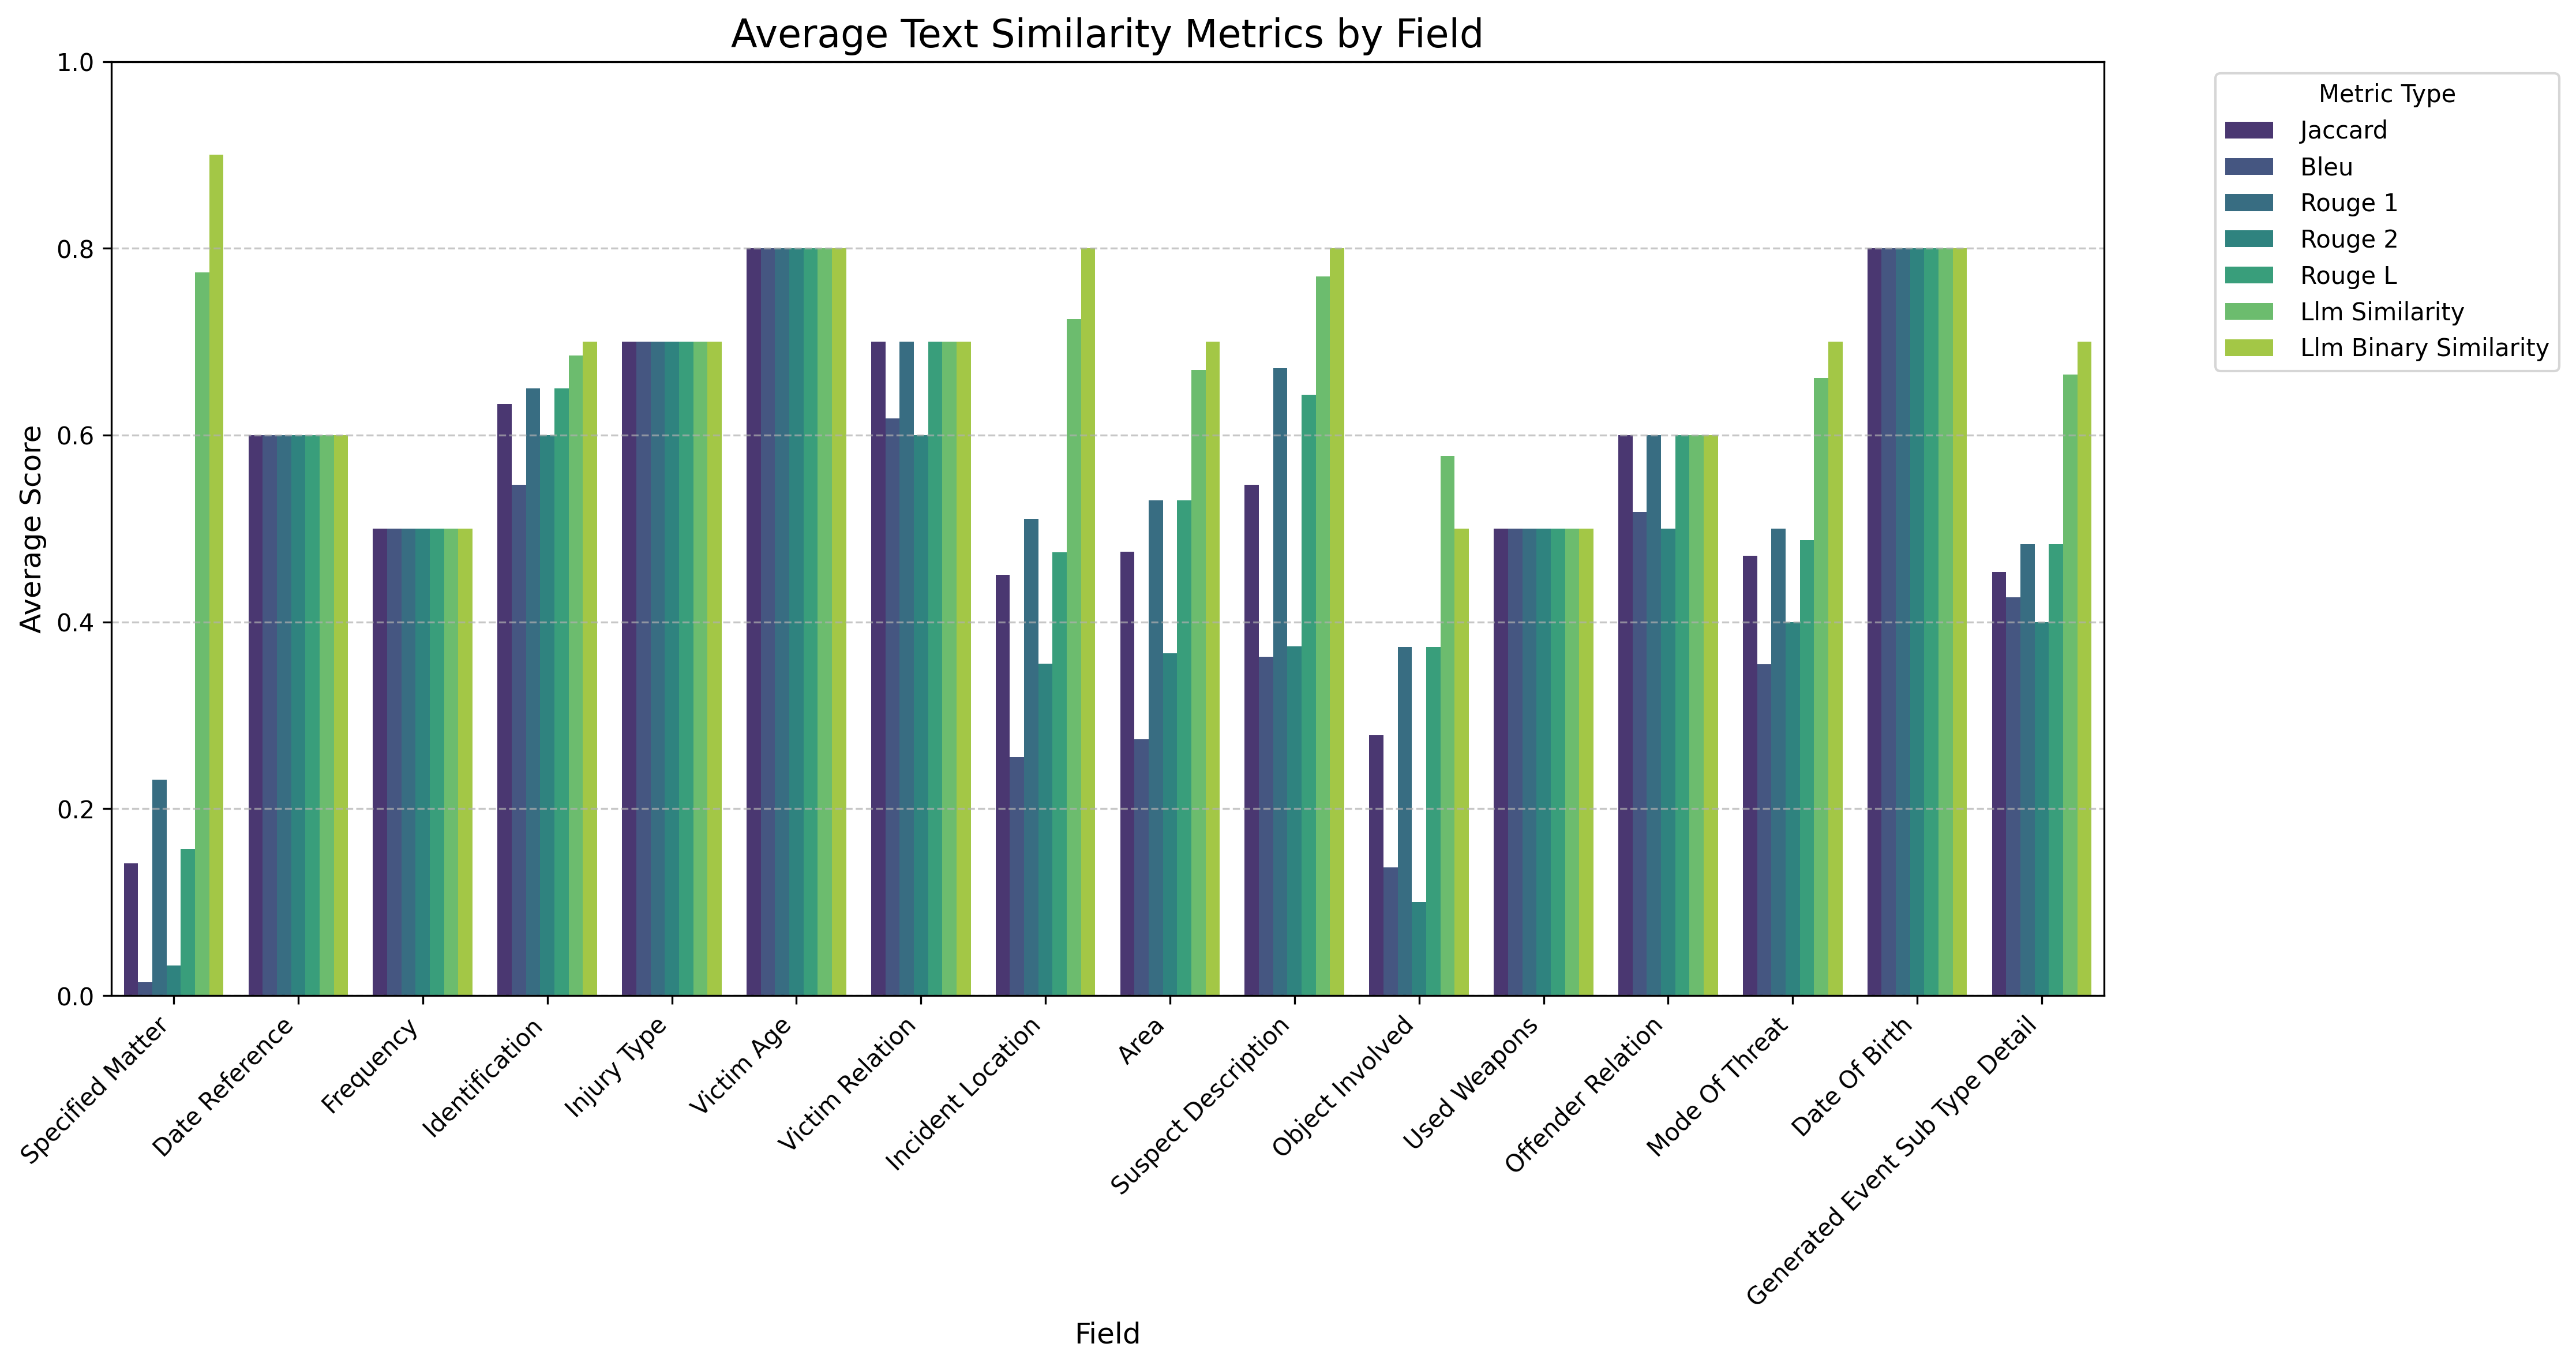 Average Text Similarity Metrics by Field
Average Score
1.0
0.8
0.6
0.4
0.2
0.0
Specified Matter
Date Reference
Frequency
Identification
Injury Type
Victim Age
Victim Relation
Incident Location
Area
Suspect Description
Object Involved
Used Weapons
Offender Relation
Mode Of Threat
Date Of Birth
Generated Event Sub Type Detail
Field
Metric Type
Jaccard
Bleu
Rouge 1
Rouge 2
Rouge L
Llm Similarity
Llm Binary Similarity